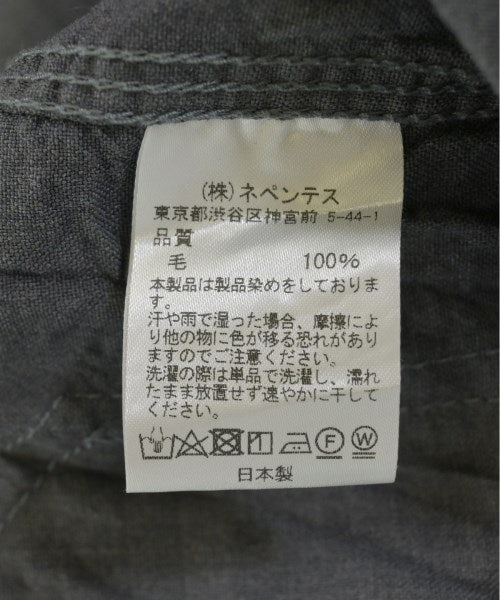 (株)ネペンテス
東京都渋谷区神宮前 5-44-1
品質
毛 100%
本製品は製品染めをしておりま
す。
汗や雨で湿った場合、摩擦によ
り他の物に色が移る恐れがあり
ますのでご注意ください。
洗濯の際は単品で洗濯し、濡れ
たまま放置せず速やかに干して
ください。
F W
日本製